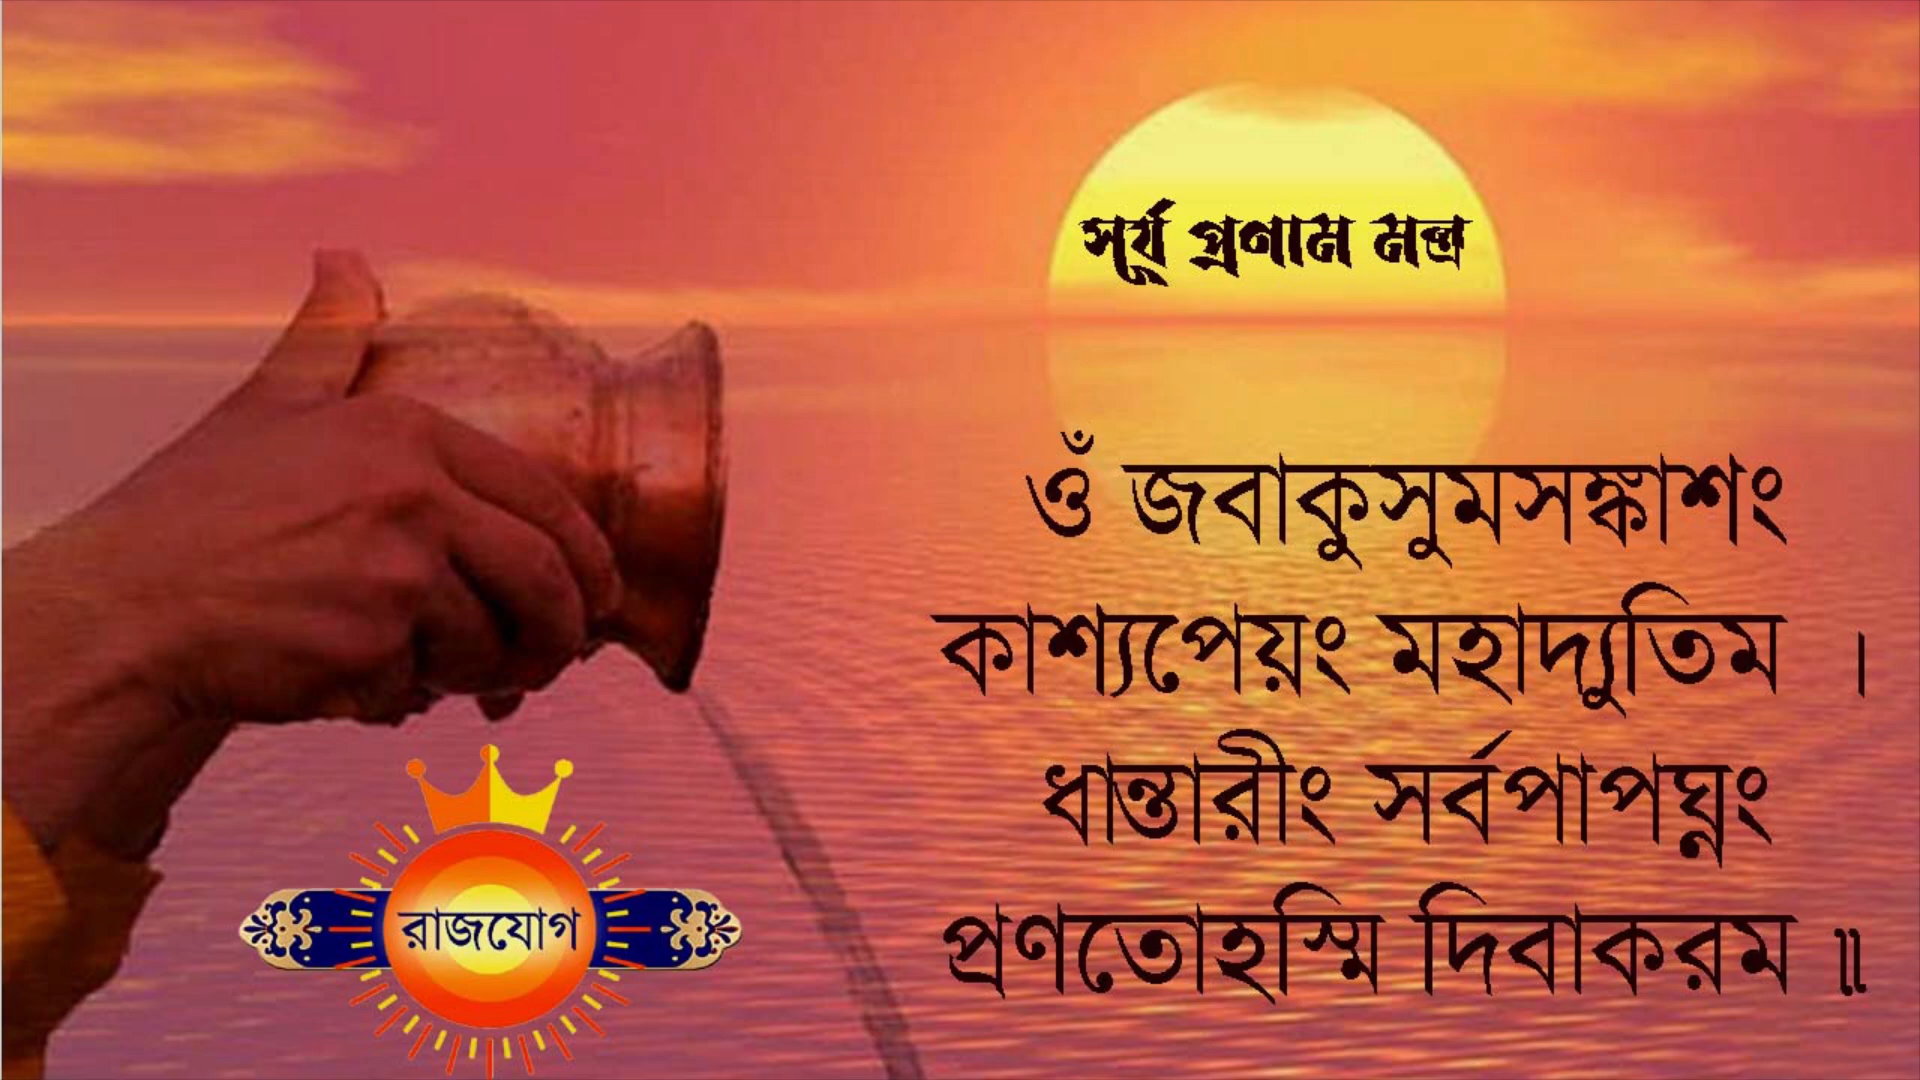 সূর্য প্রণাম মন্ত্র
ওঁ জবাকুসুমসঙ্কাশং
কাশ্যপেয়ং মহাদ্যুতিম ।
ধান্তারীং সর্বপাপঘ্নং
প্রণতোহস্মি দিবাকরম ॥
রাজযোগ